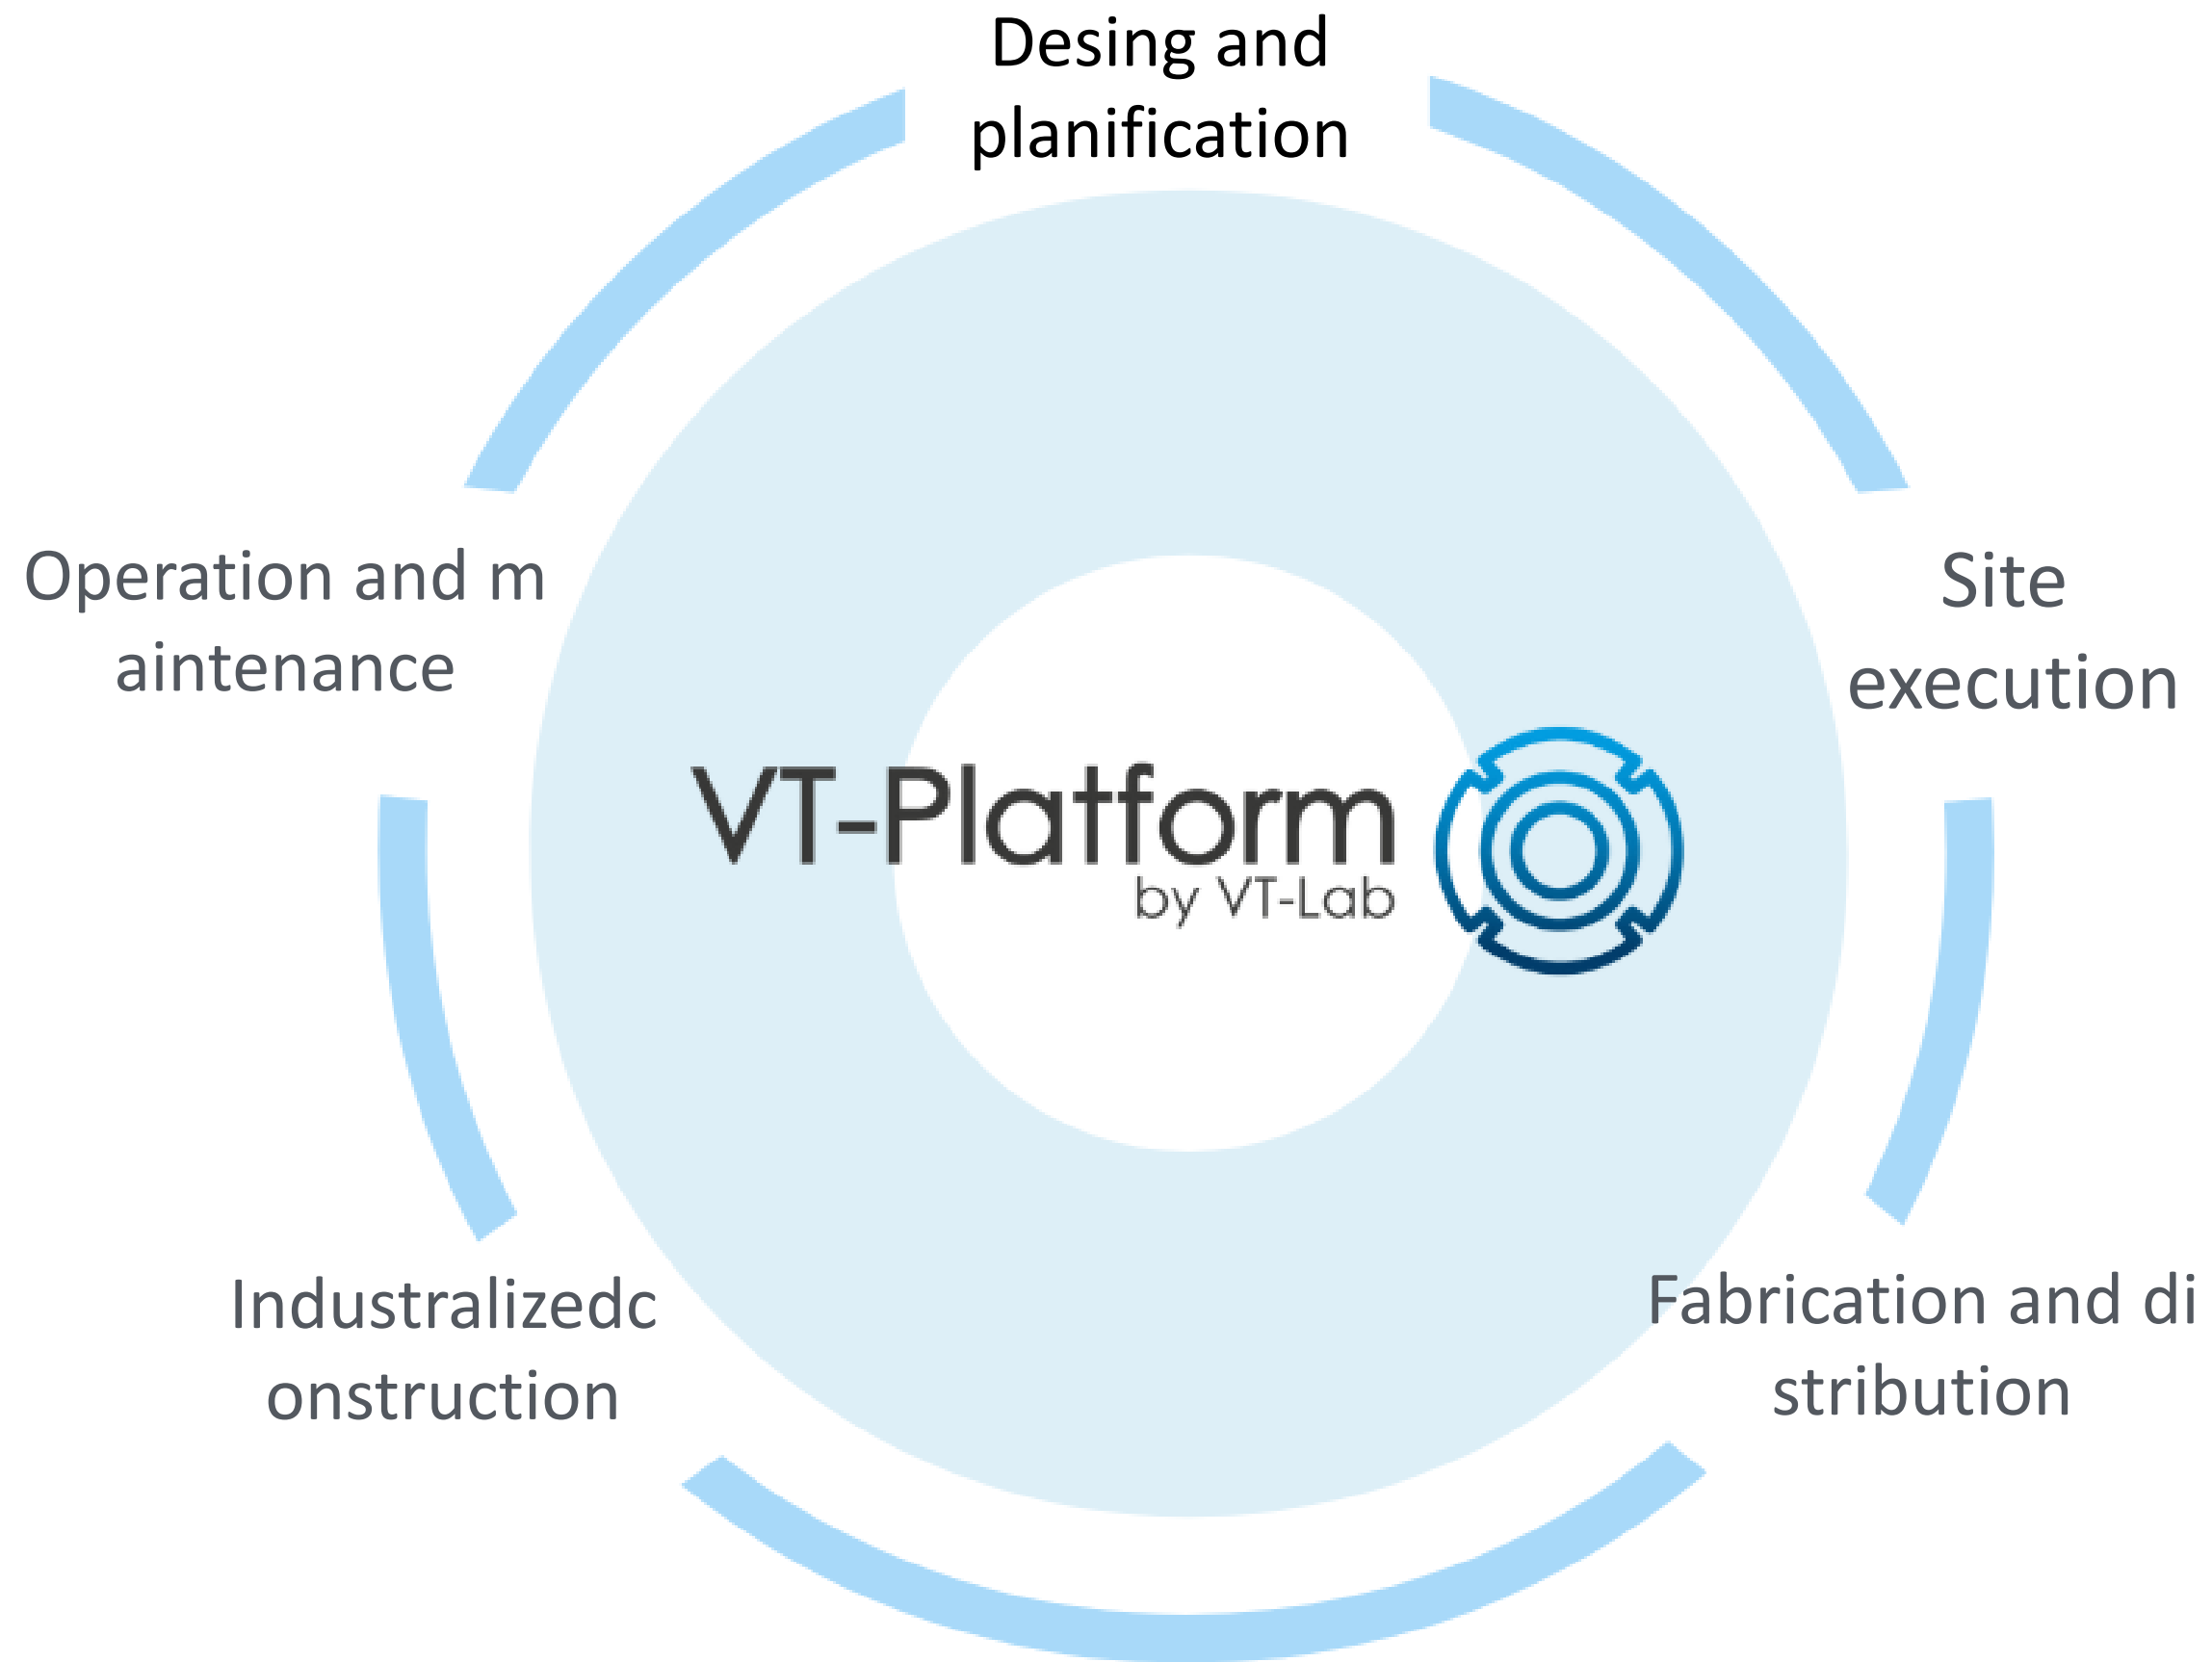 Desing and
planification
Operation and m
aintenance
Site
execution
VT-Platform
by VT-Lab
Industralizedc
onstruction
Fabrication and di
stribution